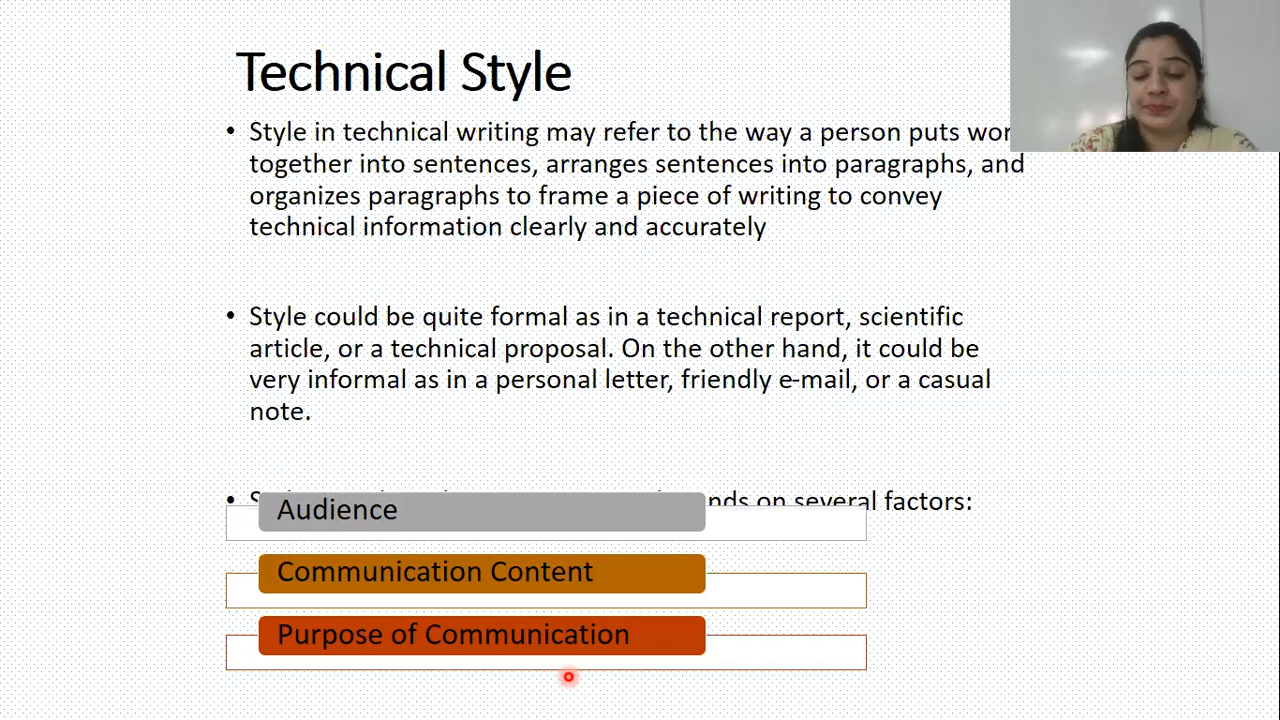 Technical Style
• Style in technical writing may refer to the way a person puts
together into sentences, arranges sentences into paragraphs, and
organizes paragraphs to frame a piece of writing to convey
technical information clearly and accurately
• Style could be quite formal as in a technical report, scientific
article, or a technical proposal. On the other hand, it could be
very informal as in a personal letter, friendly e-mail, or a casual
note.
• on several factors:
Audience
Communication Content
Purpose of Communication